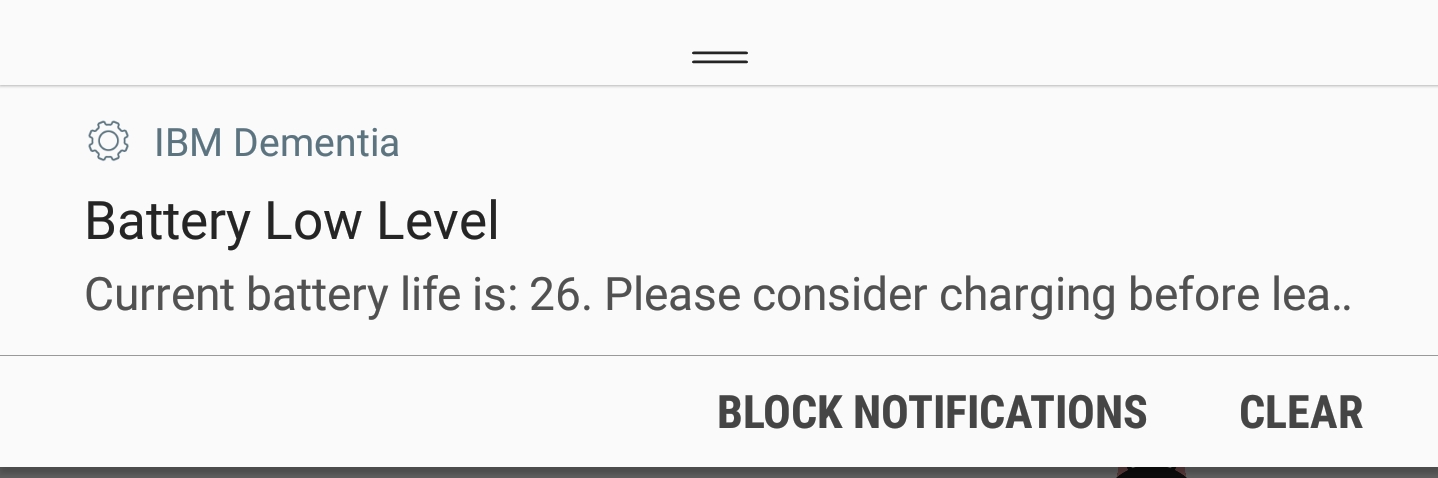 IBM Dementia
Battery Low Level
Current battery life is: 26. Please consider charging before lea..
BLOCK NOTIFICATIONS CLEAR